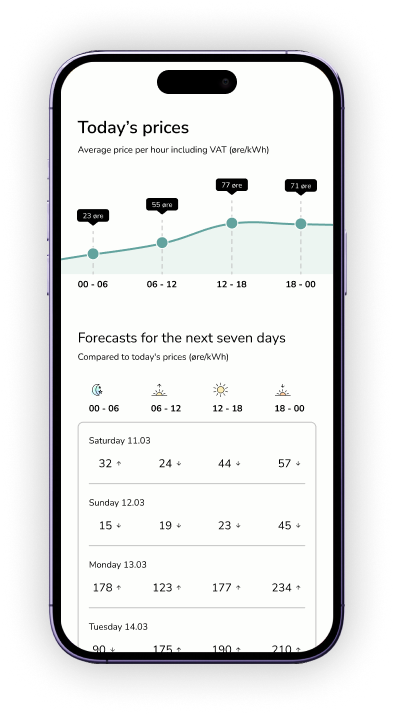 Today's prices
Average price per hour including VAT (øre/kWh)
23 øre 55 øre 77 øre 71 øre
00 - 06 06 - 12 12 - 18 18 - 00
Forecasts for the next seven days
Compared to today's prices (øre/kWh)
00 - 06 06 - 12 12 - 18 18 - 00
Saturday 11.03
32 ↑ 24 ↓ 44 ↓ 57 ↓
Sunday 12.03
15 ↓ 19 ↓ 23 ↓ 45 ↓
Monday 13.03
178 ↑ 123 ↑ 177 ↑ 234 ↑
Tuesday 14.03
90 ↓ 175 ↑ 190 ↑ 210 ↑